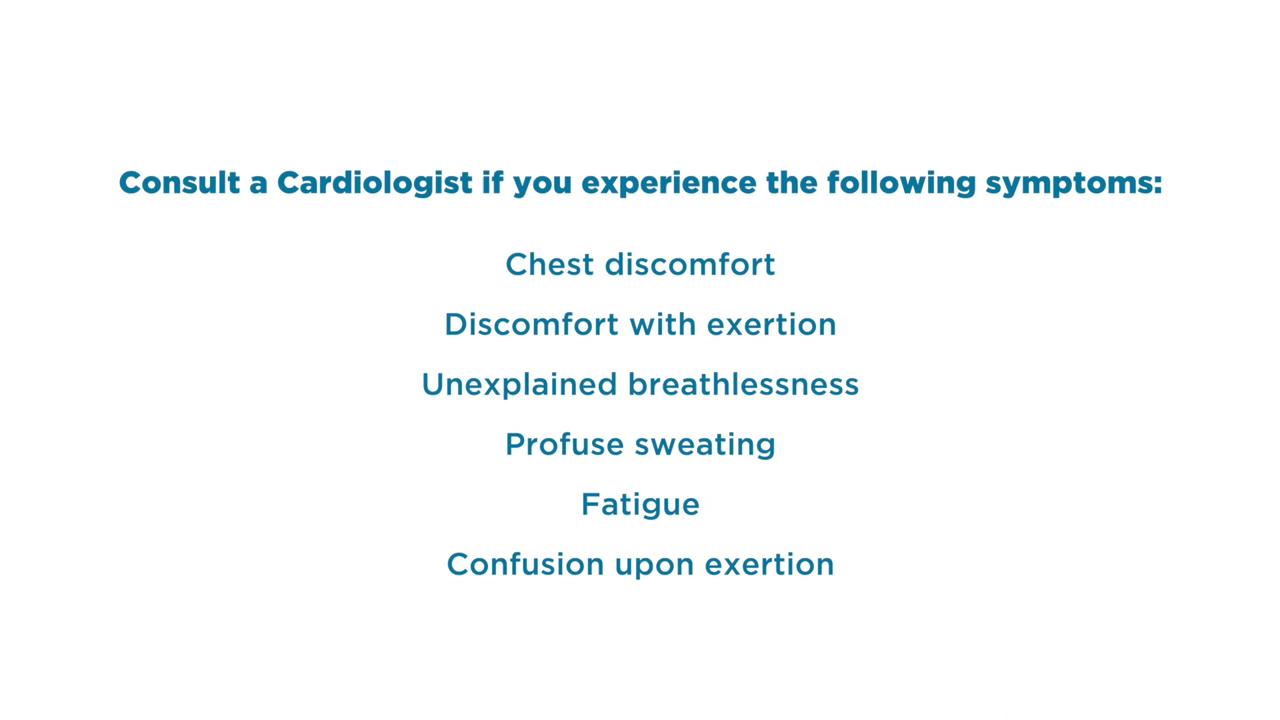 Consult a Cardiologist if you experience the following symptoms:
Chest discomfort
Discomfort with exertion
Unexplained breathlessness
Profuse sweating
Fatigue
Confusion upon exertion